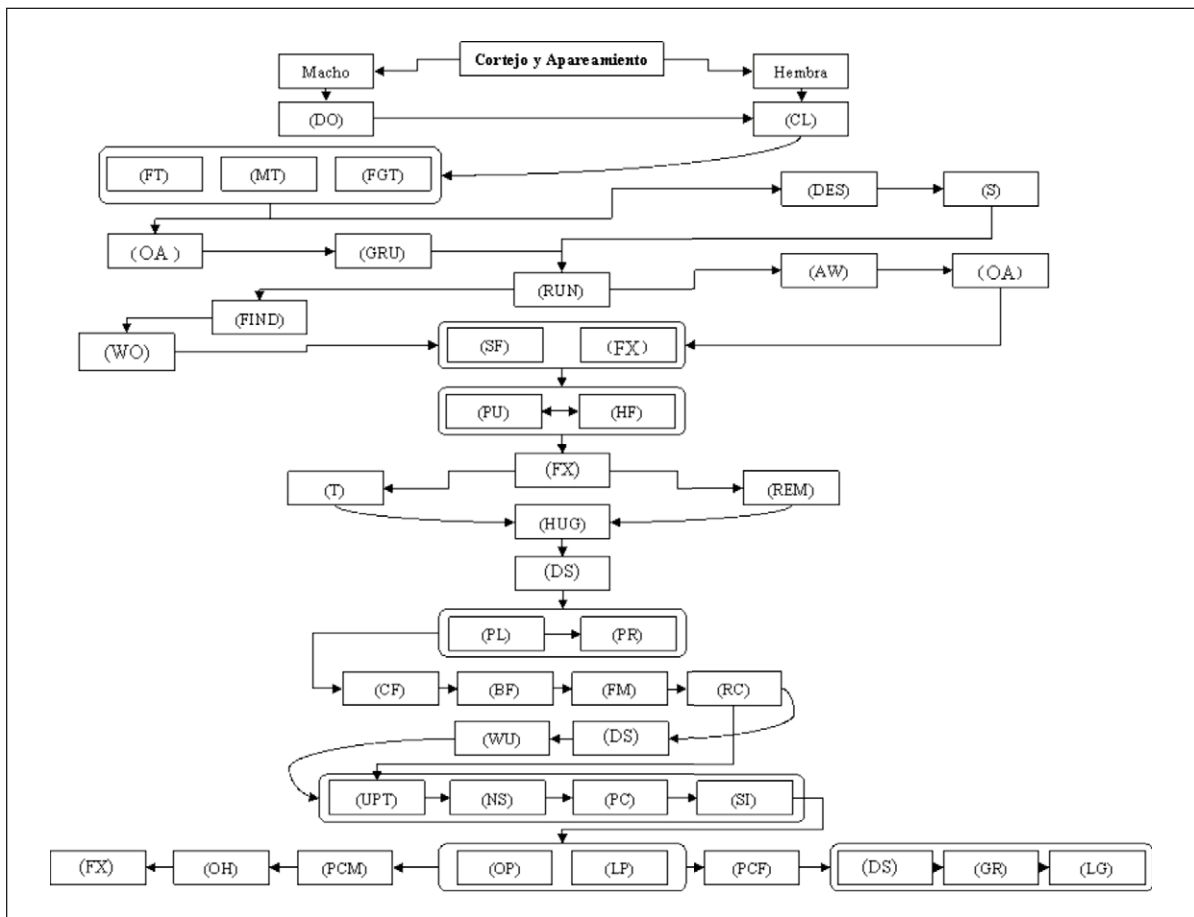 Cortejo y Apareamiento
Macho
Hembra
(DO)
(CL)
(FT)
(MT)
(FGT)
(DES)
(S)
(OA)
(GRU)
(AW)
(OA)
(RUN)
(FIND)
(WO)
(SF)
(FX)
(PU)
(HF)
(FX)
(T)
(REM)
(HUG)
(DS)
(PL)
(PR)
(CF)
(BF)
(FM)
(RC)
(WU)
(DS)
(UPT)
(NS)
(PC)
(SI)
(FX)
(OH)
(PCM)
(OP)
(LP)
(PCF)
(DS)
(GR)
(LG)